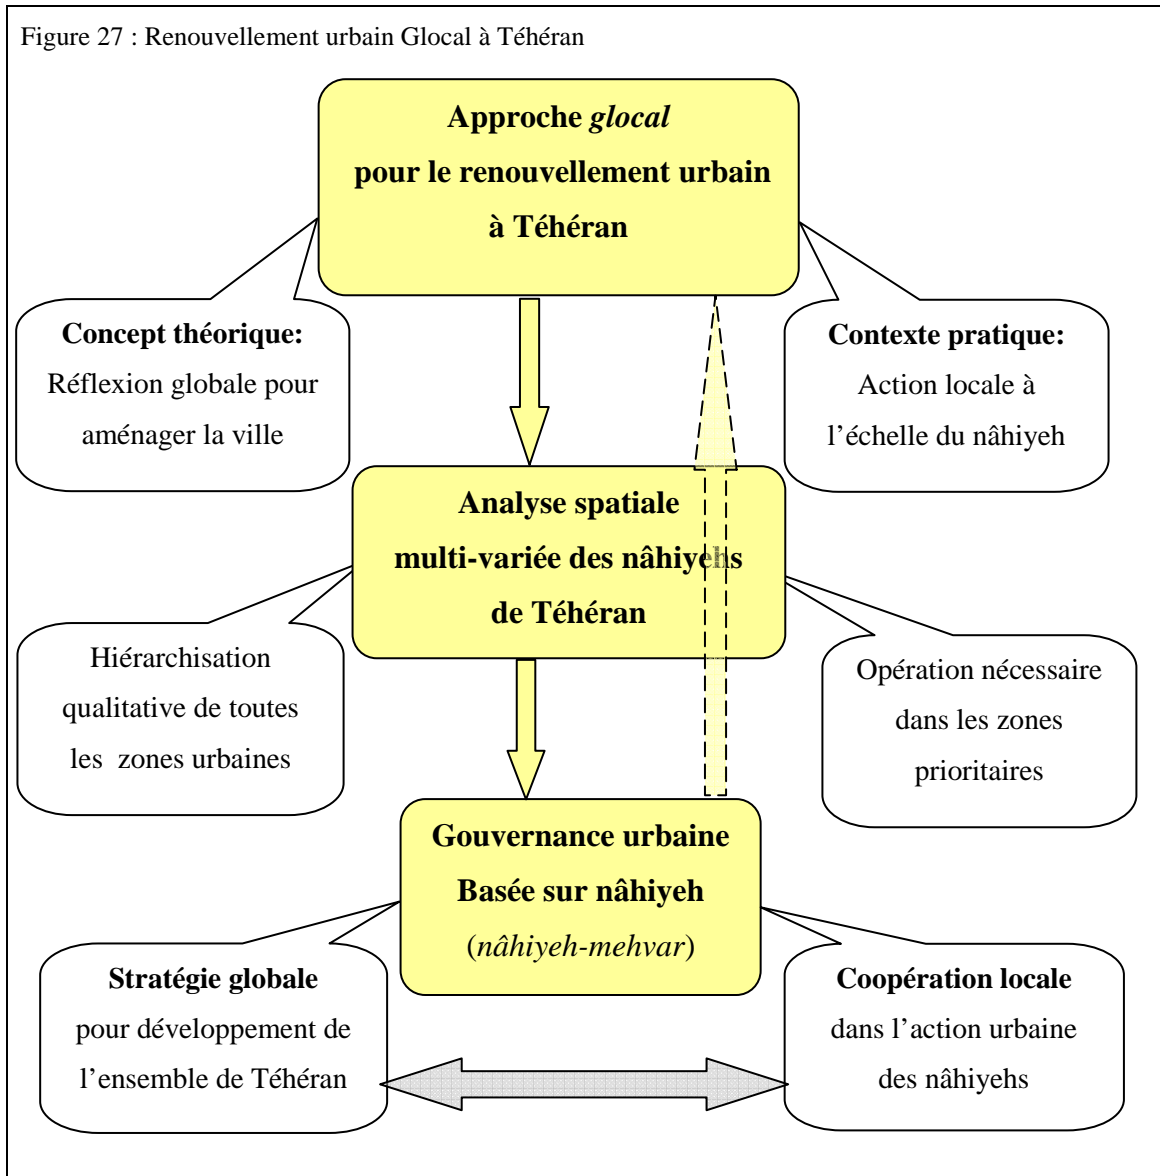 Figure 27 : Renouvellement urbain Glocal à Téhéran
Approche glocal
pour le renouvellement urbain
à Téhéran
Concept théorique:
Réflexion globale pour
aménager la ville
Contexte pratique:
Action locale à
l’échelle du nâhiyeh
Analyse spatiale
multi-variée des nâhiyens
de Téhéran
Hiérarchisation
qualitative de toutes
les zones urbaines
Opération nécessaire
dans les zones
prioritaires
Gouvernance urbaine
Basée sur nâhiyeh
(nâhiyeh-mehvar)
Stratégie globale
pour développement de
l’ensemble de Téhéran
Coopération locale
dans l’action urbaine
des nâhiyehs